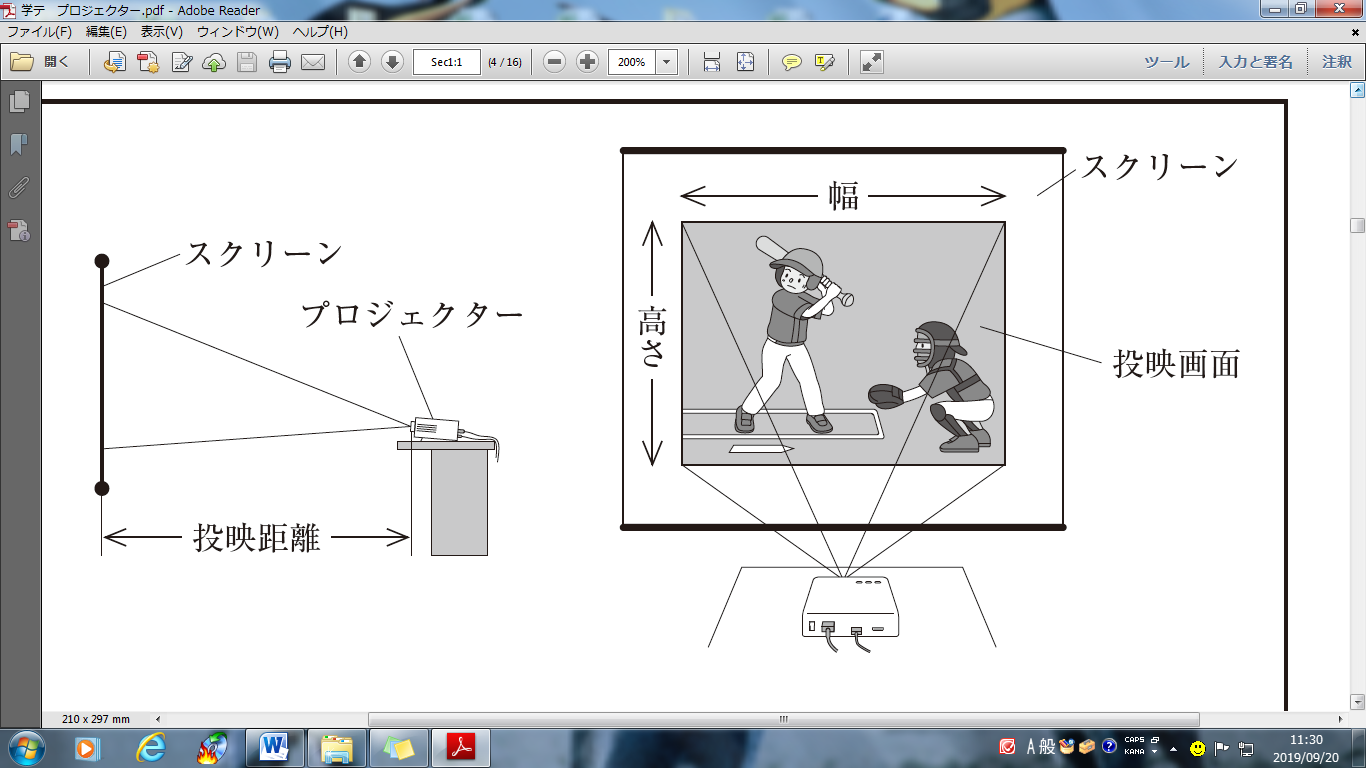 学テ　プロジェクター.pdf - Adobe Reader
ファイル(F) 編集(E) 表示(V) ウィンドウ(W) ヘルプ(H)
開く Sec1:1 (4 / 16) 200% ツール 入力と署名 注釈
スクリーン
幅
スクリーン
プロジェクター
高さ
投映画面
投映距離
210 x 297 mm
A 般 CAPS KANA
11:30
2019/09/20